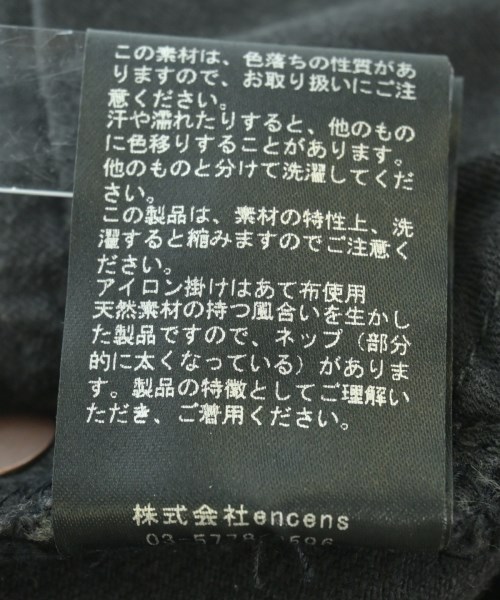 この素材は、色落ちの性質があ
りますので、お取り扱いにご注
意ください。
汗や濡れたりすると、他のもの
に色移りすることがあります。
他のものと分けて洗濯してくだ
さい。
この製品は、素材の特性上、洗
濯すると縮みますのでご注意く
ださい。
アイロン掛けはあて布使用
天然素材の持つ風合いを生かし
た製品ですので、ネップ（部分
的に太くなっている）がありま
す。製品の特徴としてご理解い
ただき、ご着用ください。
株式会社encens